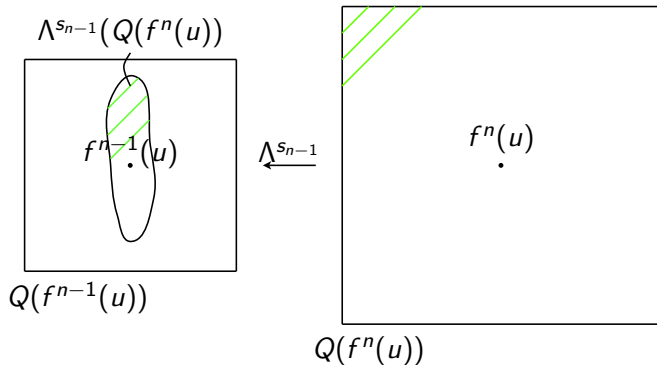 Λ^{s_{n−1}}(Q(f^n(u))
f^{n−1}(u)
Λ^{s_{n−1}}
f^n(u)
Q(f^{n−1}(u))
Q(f^n(u))